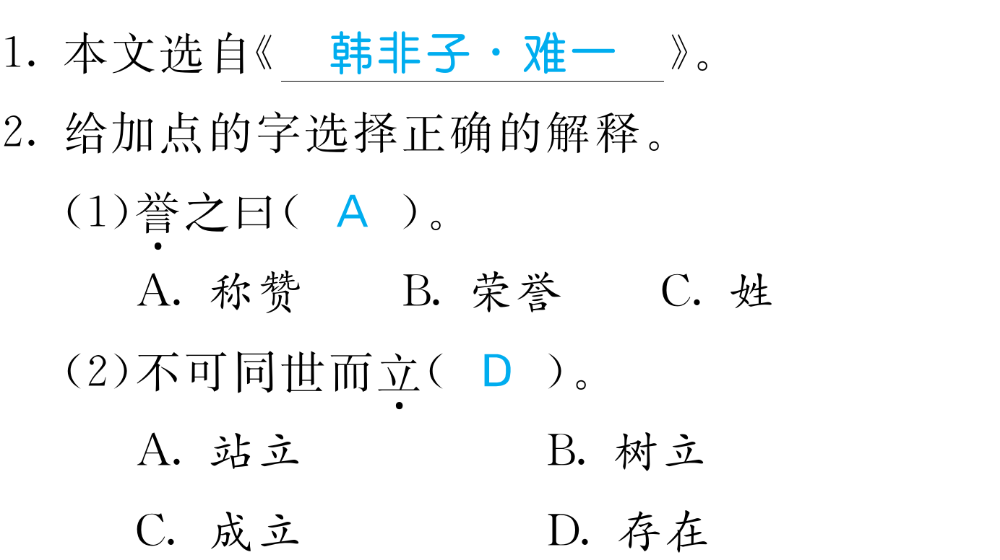 1. 本文选自《 韩非子·难一 》。
2. 给加点的字选择正确的解释。
(1)誉之曰( A )。
A. 称赞 B. 荣誉 C. 姓
(2)不可同世而立( D )。
A. 站立 B. 树立
C. 成立 D. 存在